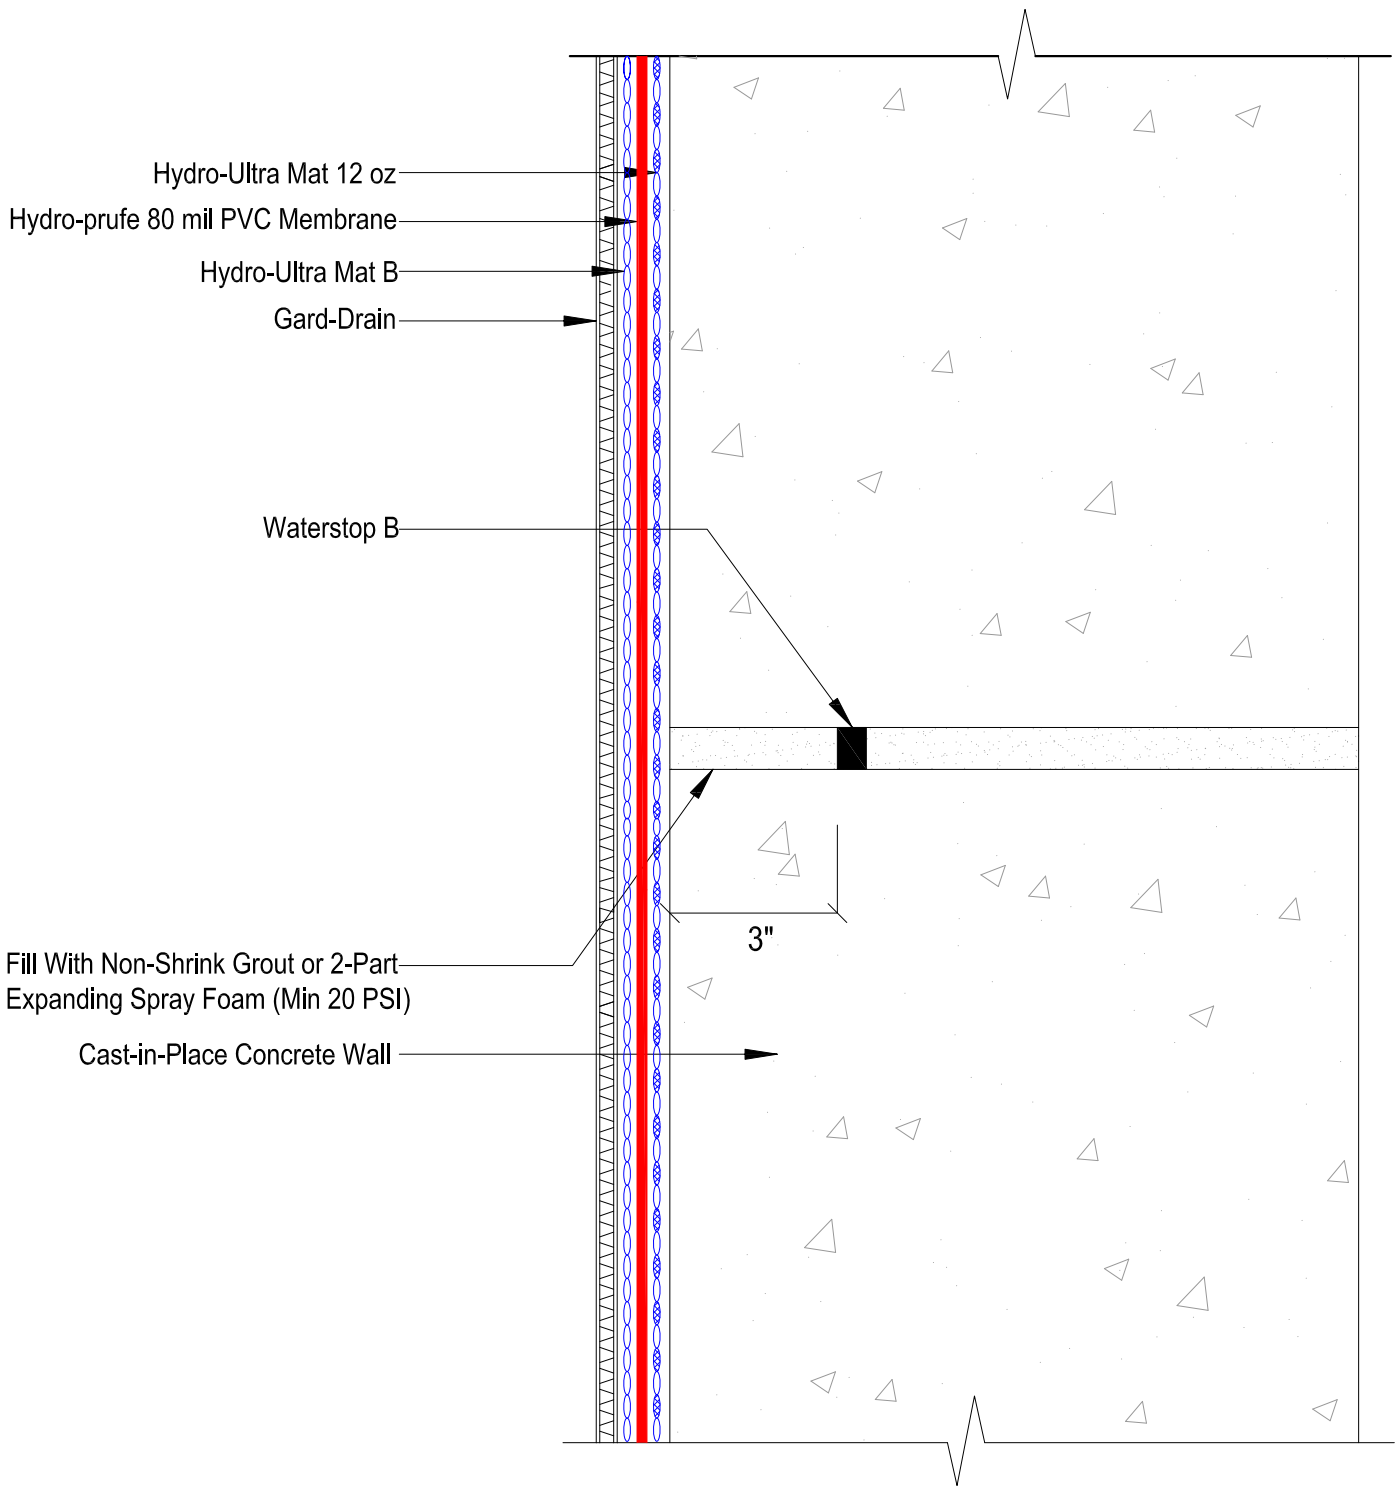 Hydro-Ultra Mat 12 oz
Hydro-prufe 80 mil PVC Membrane
Hydro-Ultra Mat B
Gard-Drain
Waterstop B
3"
Fill With Non-Shrink Grout or 2-Part
Expanding Spray Foam (Min 20 PSI)
Cast-in-Place Concrete Wall